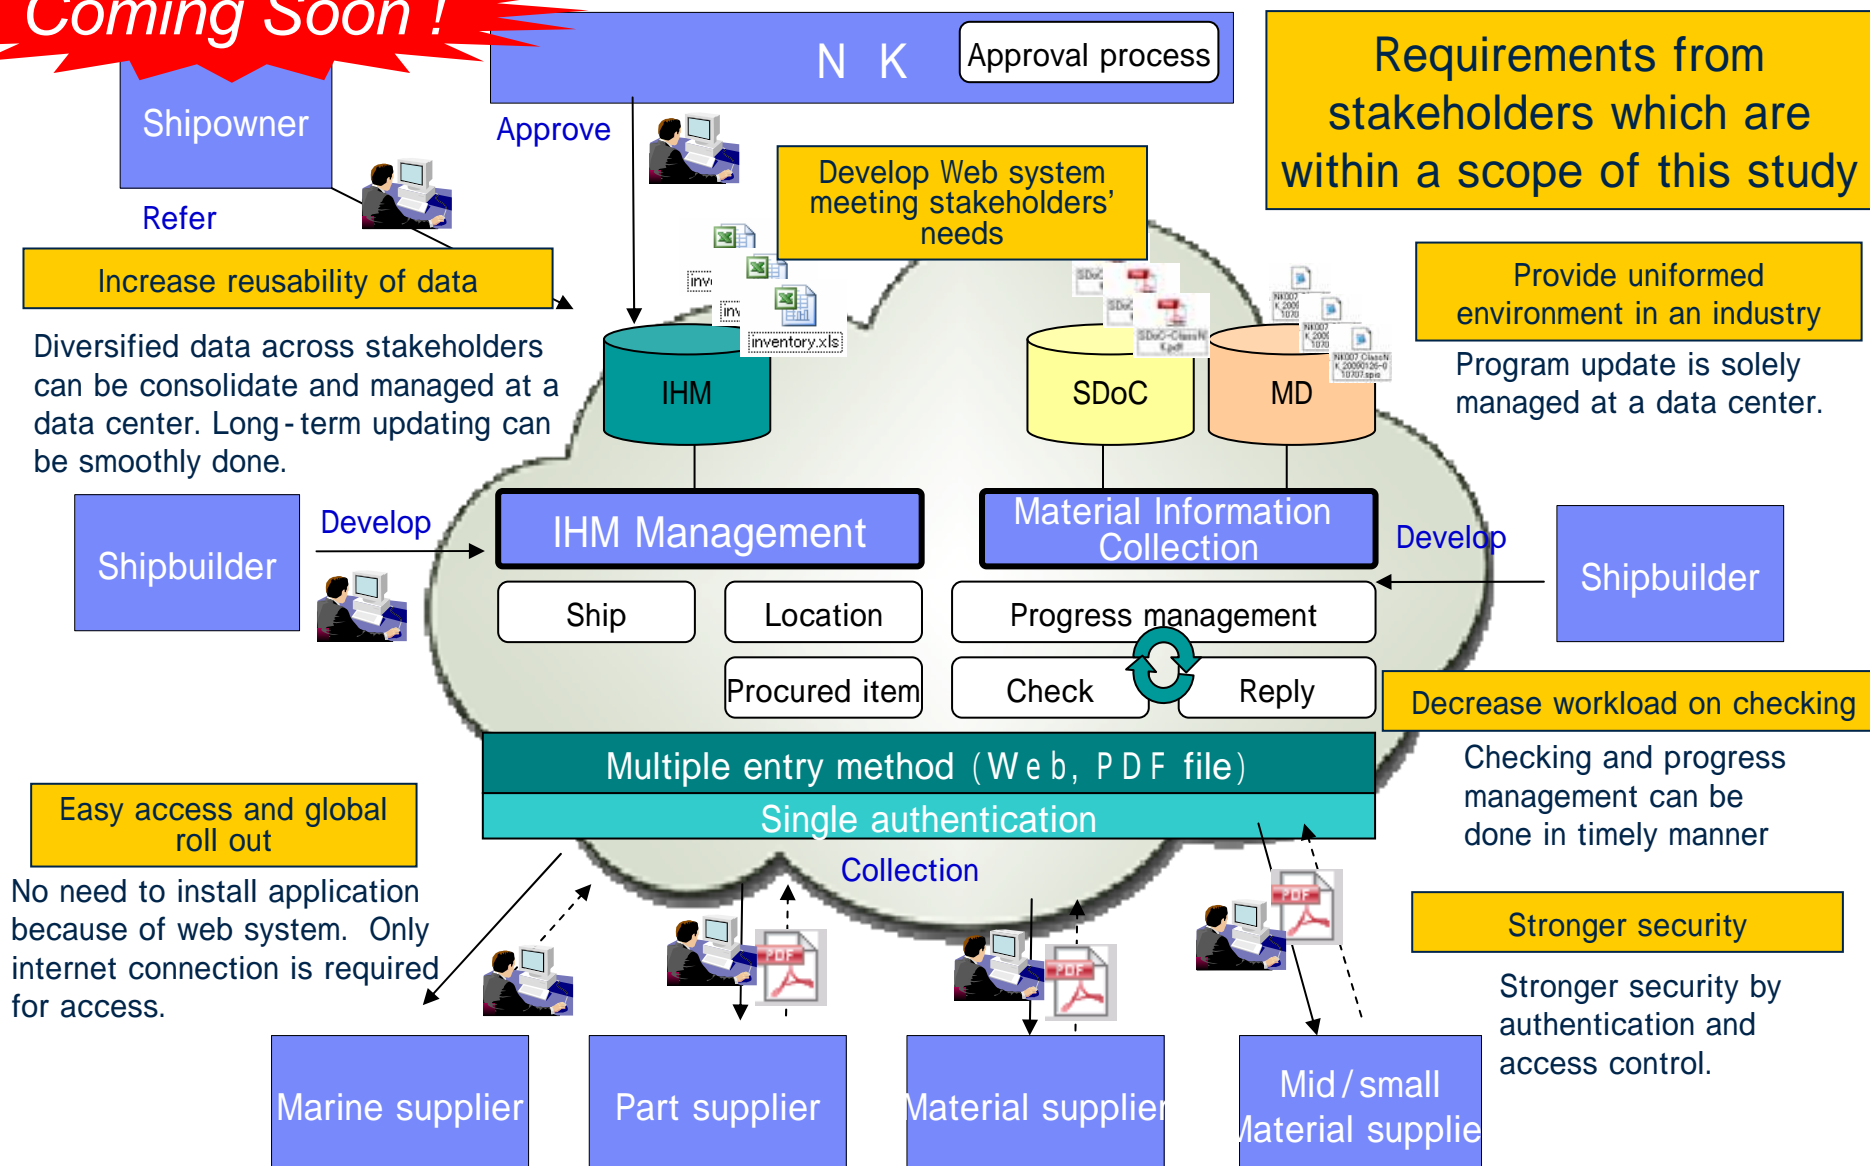 Coming Soon !
N K
Approval process
Requirements from
stakeholders which are
within a scope of this study
Shipowner
Approve
Develop Web system
meeting stakeholders’
needs
Refer
Increase reusability of data
Provide uniformed
environment in an industry
Diversified data across stakeholders
can be consolidate and managed at a
data center. Long-term updating can
be smoothly done.
Program update is solely
managed at a data center.
inventory.xls
IHM
SDoC
MD
Shipbuilder
Develop
IHM Management
Material Information
Collection
Develop
Shipbuilder
Ship
Location
Progress management
Procured item
Check
Reply
Decrease workload on checking
Checking and progress
management can be
done in timely manner
Multiple entry method (Web, PDF file)
Single authentication
Easy access and global
roll out
Collection
No need to install application
because of web system. Only
internet connection is required
for access.
PDF
PDF
PDF
Stronger security
Stronger security by
authentication and
access control.
Marine supplier
Part supplier
Material supplier
Mid/small
Material supplie